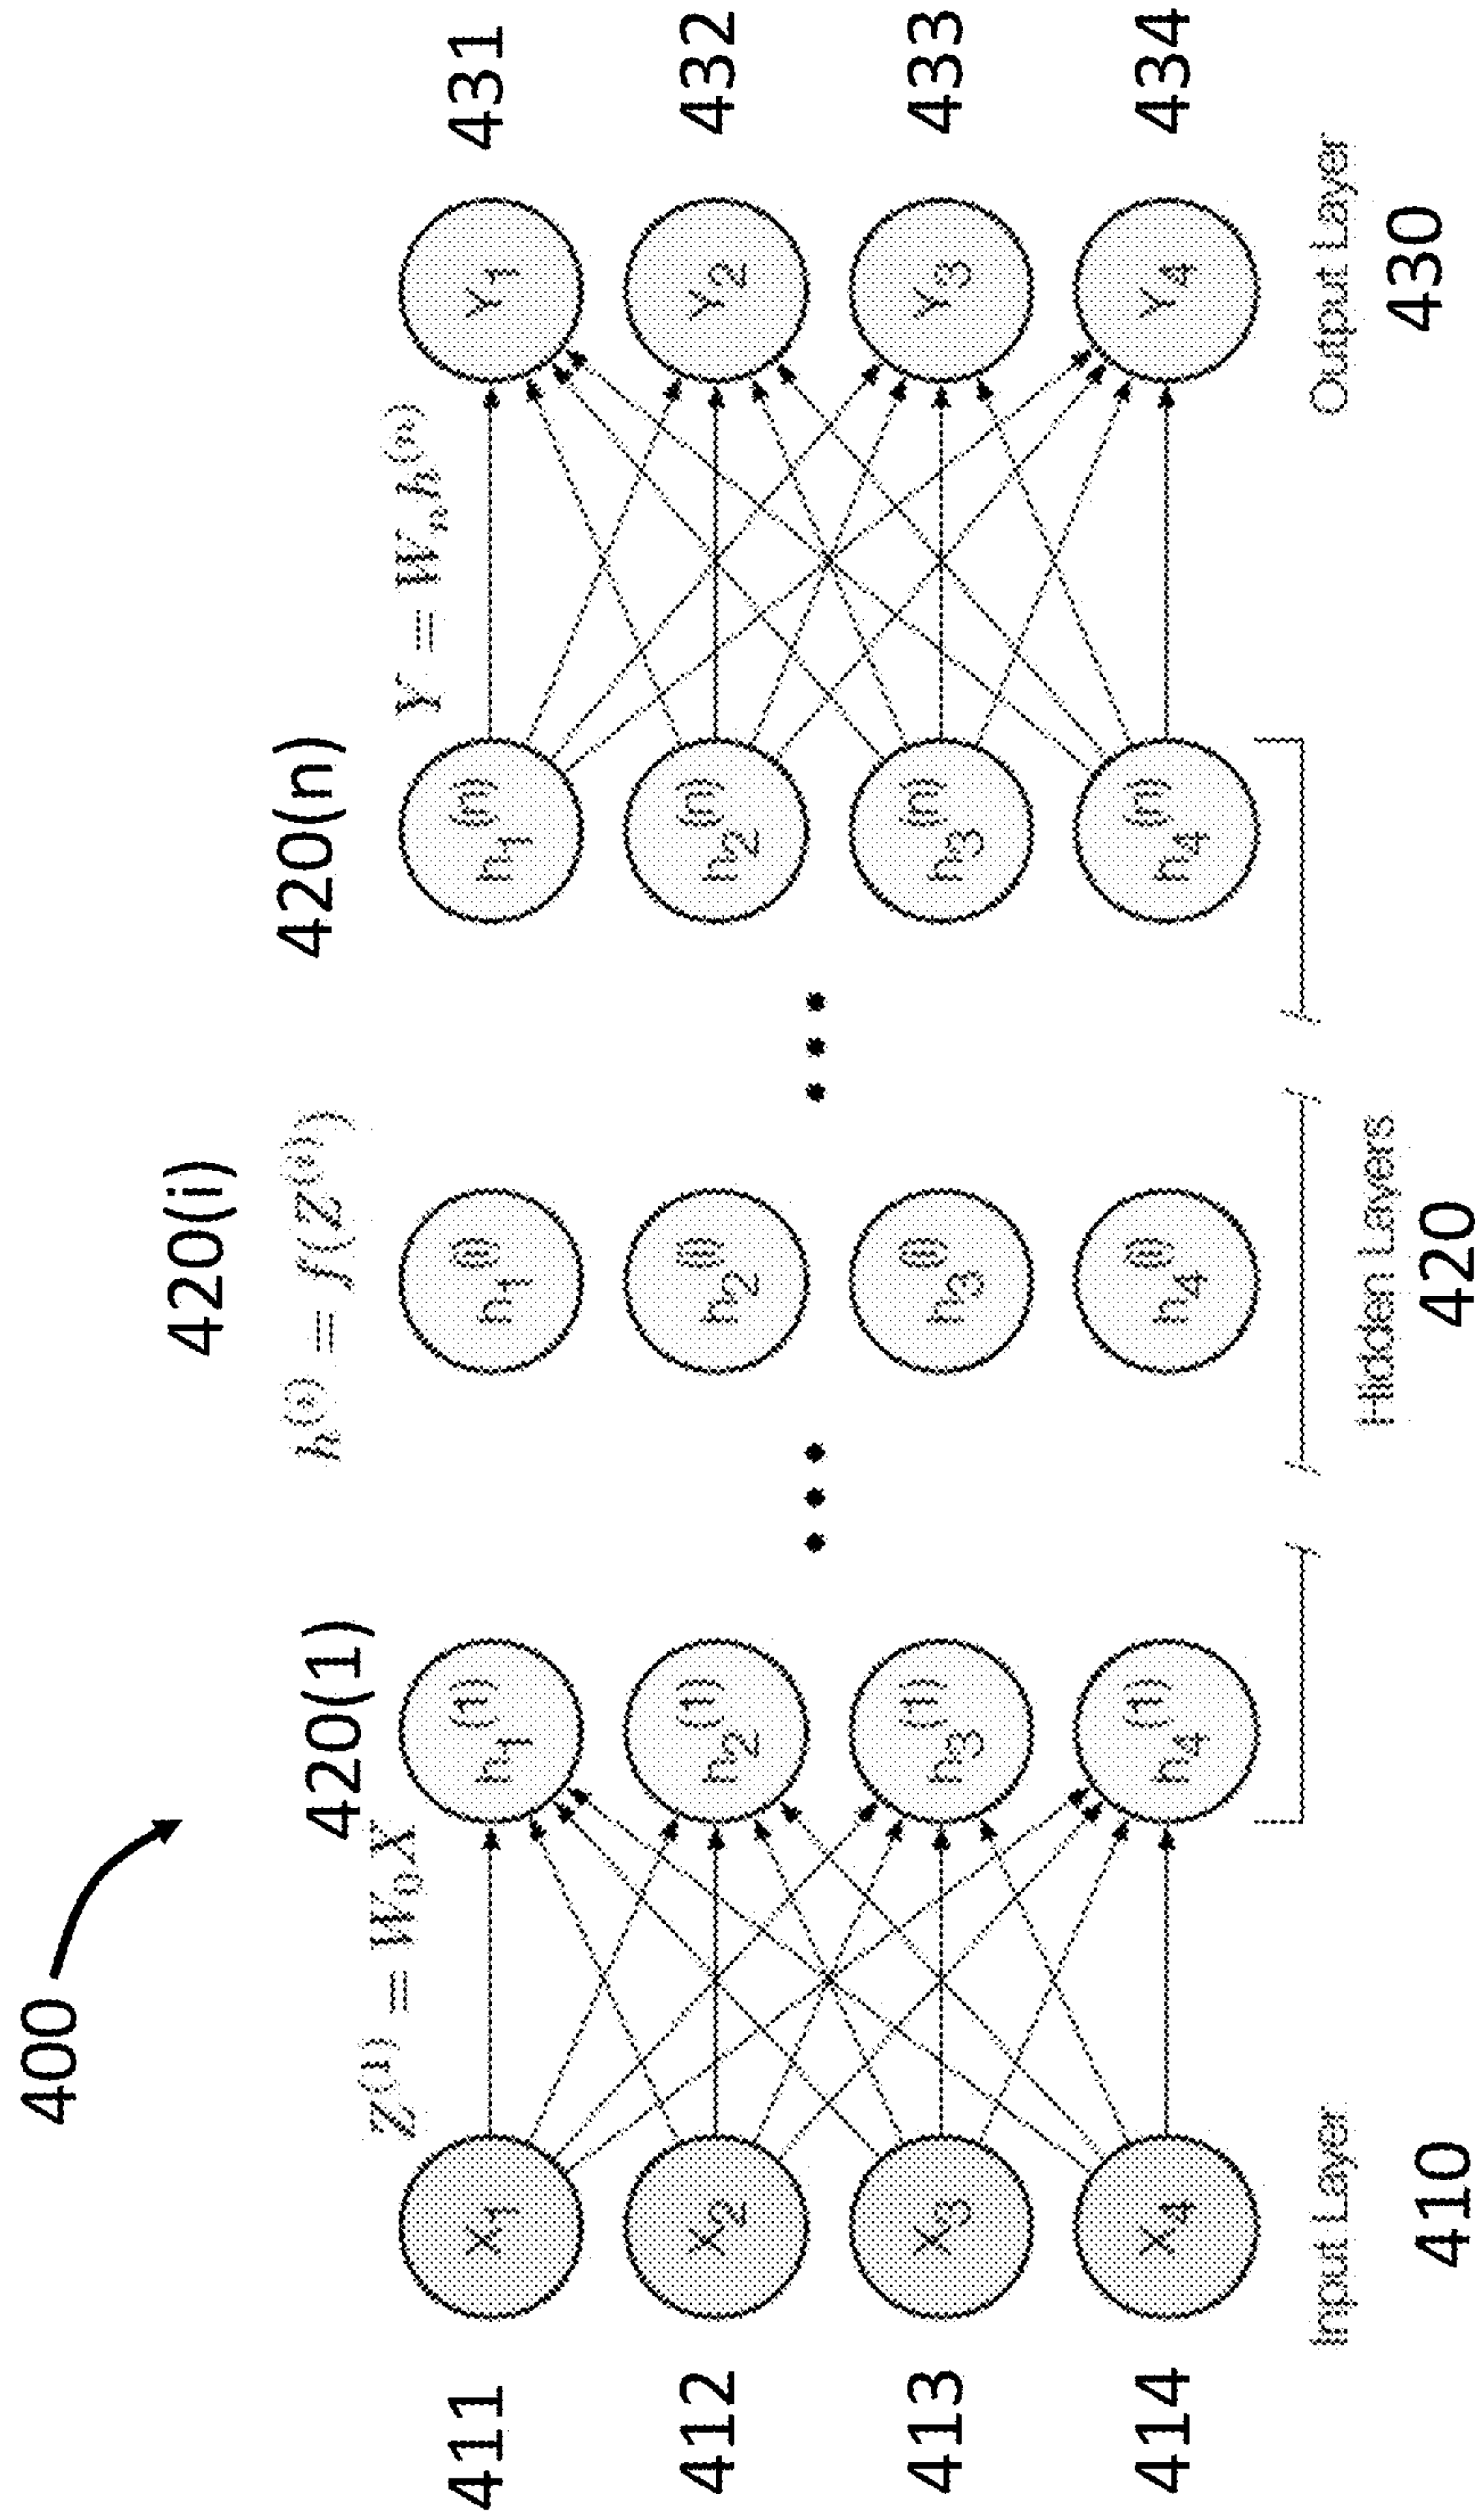 400
420(i)
h⁽ⁱ⁾ = f(Z⁽ⁱ⁾)
420(1)
420(n)
Z⁽¹⁾ = W₀X
Y = Wₙh⁽ⁿ⁾
411 X₁ h₁⁽¹⁾ h₁⁽ⁱ⁾ h₁⁽ⁿ⁾ Y₁ 431
412 X₂ h₂⁽¹⁾ h₂⁽ⁱ⁾ h₂⁽ⁿ⁾ Y₂ 432
413 X₃ h₃⁽¹⁾ h₃⁽ⁱ⁾ h₃⁽ⁿ⁾ Y₃ 433
414 X₄ h₄⁽¹⁾ h₄⁽ⁱ⁾ h₄⁽ⁿ⁾ Y₄ 434
Input Layer
Hidden Layers
Output Layer
410
420
430